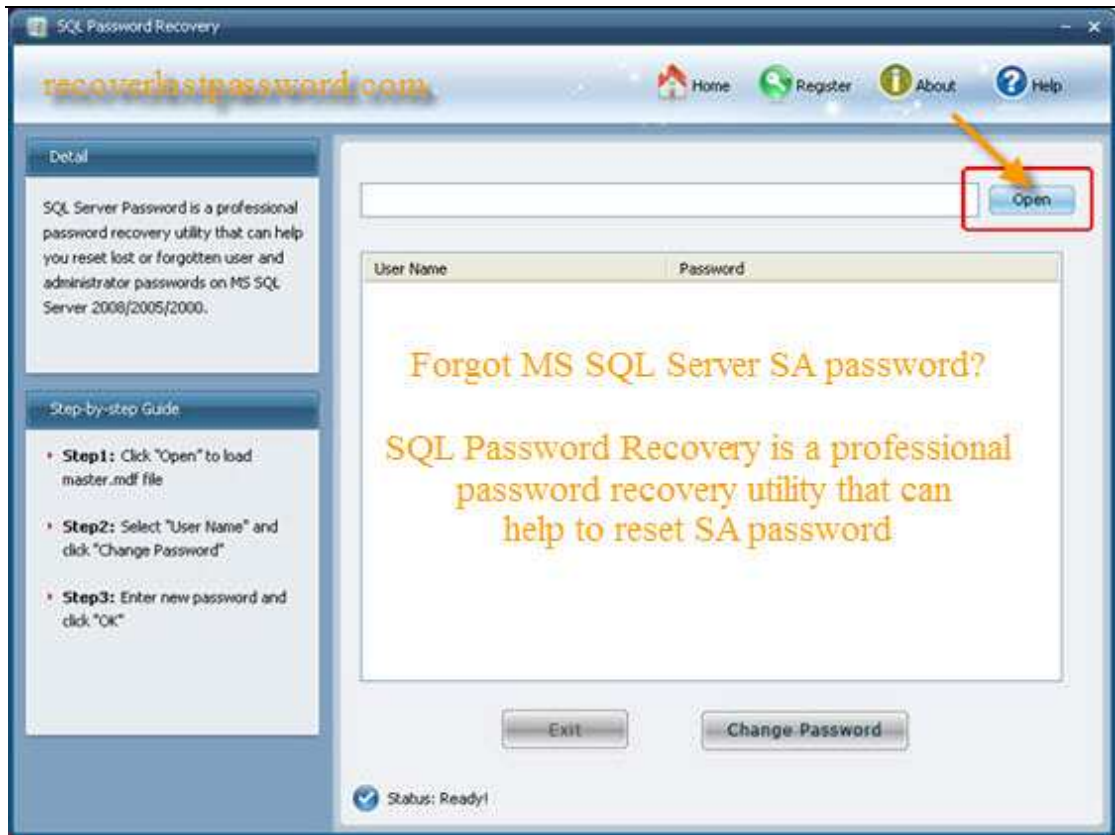 SQL Password Recovery
recoverlastpassword.com
Home
Register
About
Help
Detail
SQL Server Password is a professional
password recovery utility that can help
you reset lost or forgotten user and
administrator passwords on MS SQL
Server 2008/2005/2000.
Open
User Name
Password
Forgot MS SQL Server SA password?
SQL Password Recovery is a professional
password recovery utility that can
help to reset SA password
Step-by-step Guide
Step1: Click "Open" to load
master.mdf file
Step2: Select "User Name" and
click "Change Password"
Step3: Enter new password and
click "OK"
Exit
Change Password
Status: Ready!